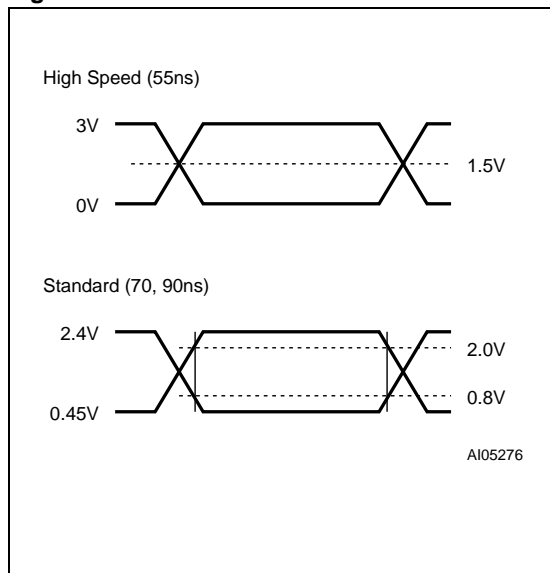 High Speed (55ns)
3V
1.5V
0V
Standard (70, 90ns)
2.4V
2.0V
0.8V
0.45V
AI05276